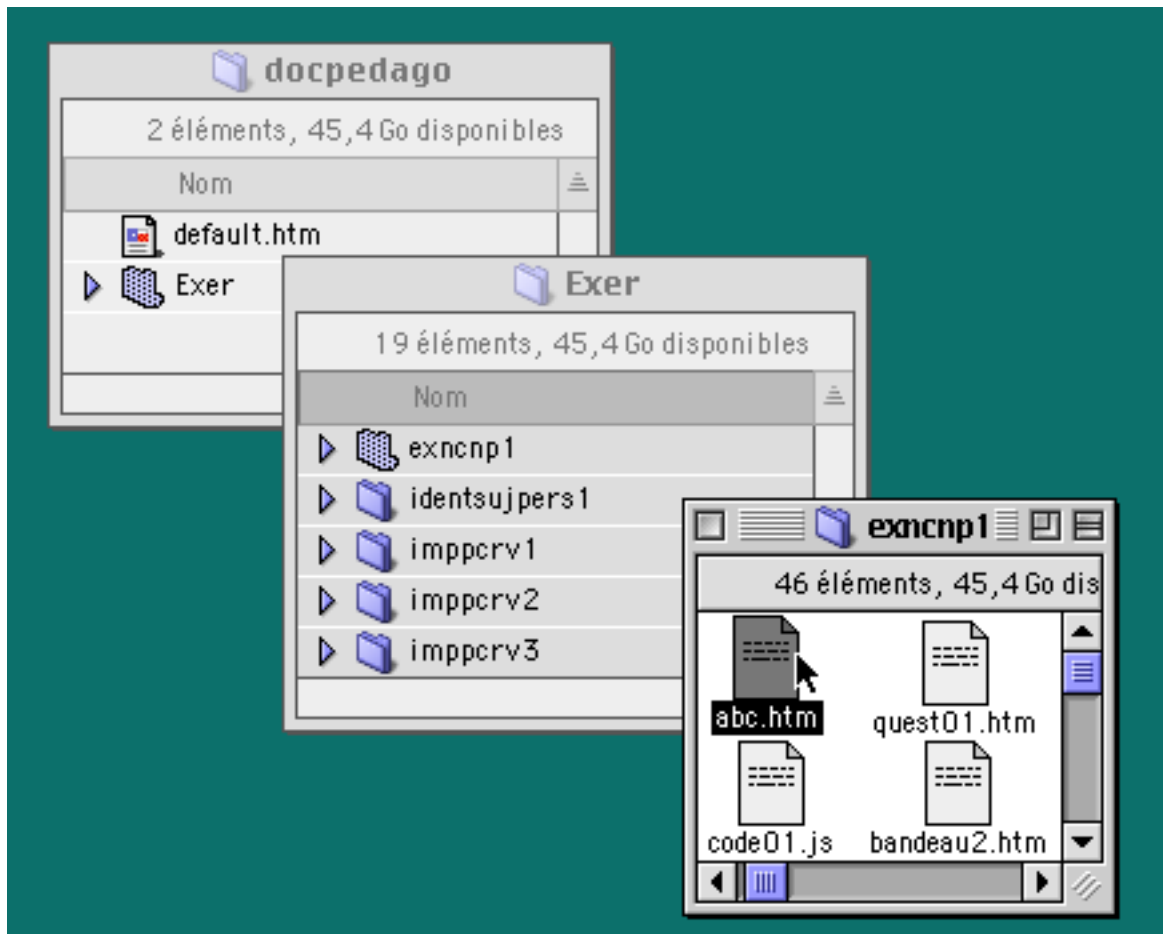 docpedago
2 éléments, 45,4 Go disponibles
Nom
default.htm
Exer
Exer
19 éléments, 45,4 Go disponibles
Nom
exncnp1
identsujpers1
imppcrv1
imppcrv2
imppcrv3
exncnp1
46 éléments, 45,4 Go dis
abc.htm
quest01.htm
code01.js
bandeau2.htm